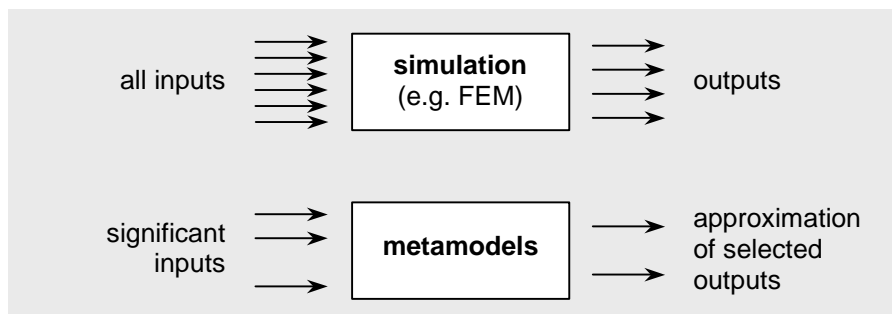 all inputs
simulation
(e.g. FEM)
outputs
significant
inputs
metamodels
approximation
of selected
outputs